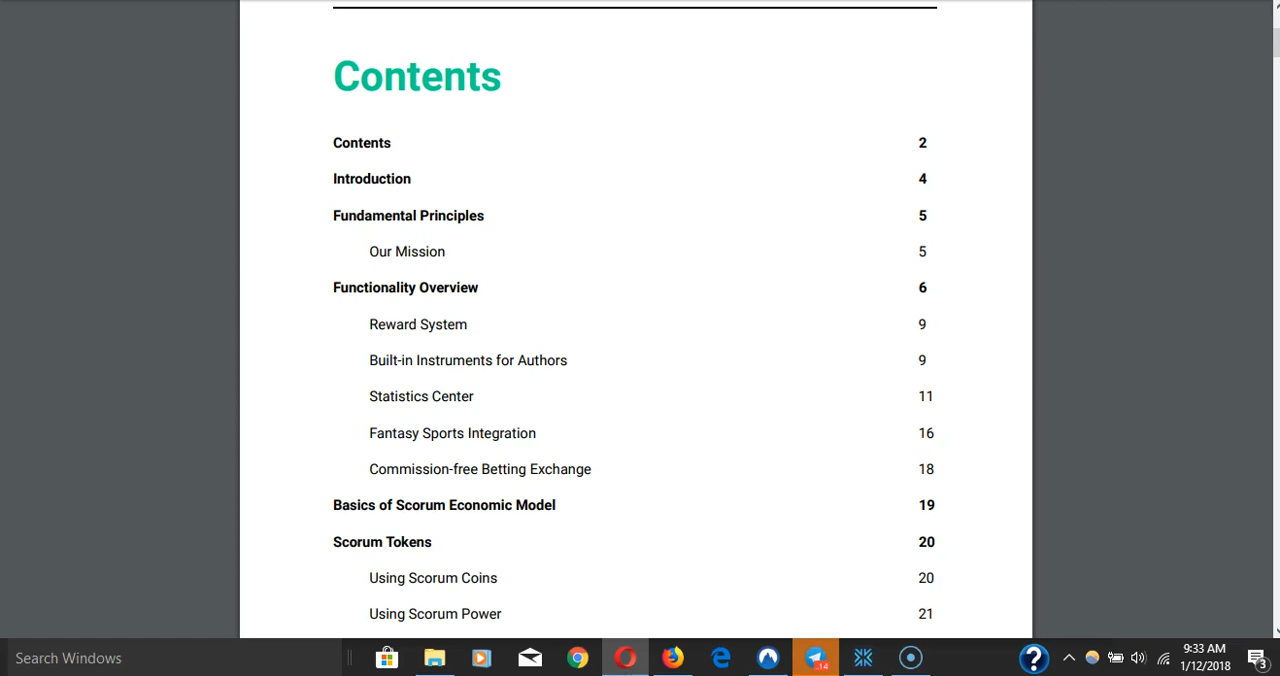 Contents
Contents 2
Introduction 4
Fundamental Principles 5
Our Mission 5
Functionality Overview 6
Reward System 9
Built-in Instruments for Authors 9
Statistics Center 11
Fantasy Sports Integration 16
Commission-free Betting Exchange 18
Basics of Scorum Economic Model 19
Scorum Tokens 20
Using Scorum Coins 20
Using Scorum Power 21
Search Windows
14
?
9:33 AM
1/12/2018
3